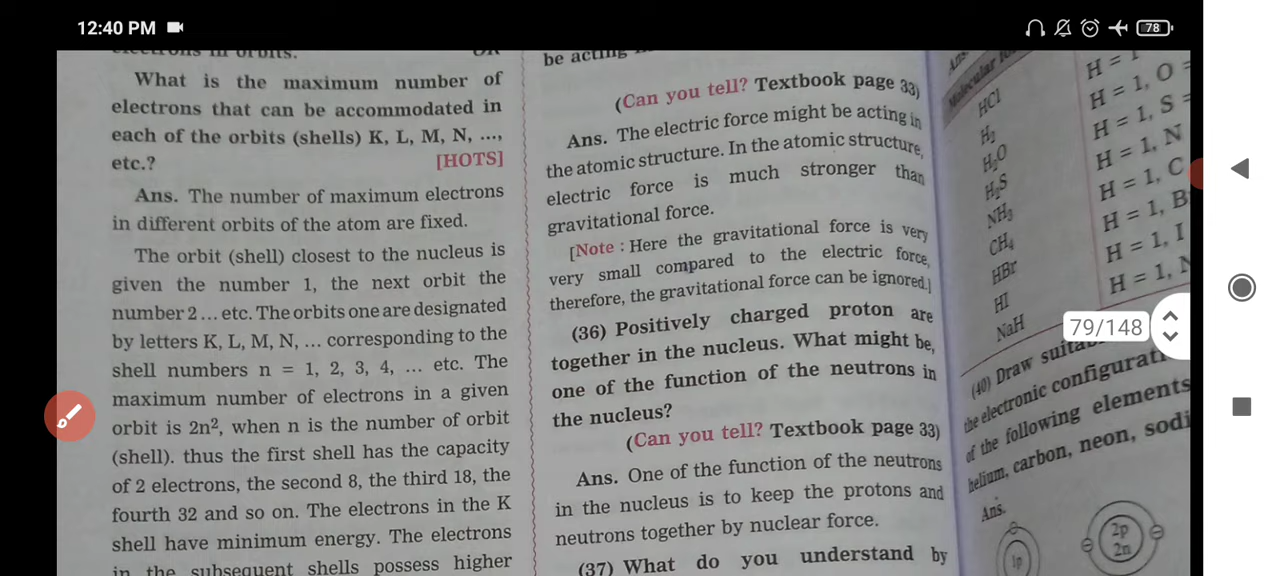 12:40 PM
78
What is the maximum number of
electrons that can be accommodated in
each of the orbits (shells) K, L, M, N, ...,
etc.? [HOTS]
Ans. The number of maximum electrons
in different orbits of the atom are fixed.
The orbit (shell) closest to the nucleus is
given the number 1, the next orbit the
number 2 ... etc. The orbits one are designated
by letters K, L, M, N, ... corresponding to the
shell numbers n = 1, 2, 3, 4, ... etc. The
maximum number of electrons in a given
orbit is 2n², when n is the number of orbit
(shell). thus the first shell has the capacity
of 2 electrons, the second 8, the third 18, the
fourth 32 and so on. The electrons in the K
shell have minimum energy. The electrons
in the subsequent shells possess higher
be acting
(Can you tell? Textbook page 33)
Ans. The electric force might be acting in
the atomic structure. In the atomic structure,
electric force is much stronger than
gravitational force.
[Note : Here the gravitational force is very
very small compared to the electric force,
therefore, the gravitational force can be ignored.]
(36) Positively charged proton are
together in the nucleus. What might be,
one of the function of the neutrons in
the nucleus?
(Can you tell? Textbook page 33)
Ans. One of the function of the neutrons
in the nucleus is to keep the protons and
neutrons together by nuclear force.
(37) What do you understand by
Ans.
Molecular
HCl H =
H₂ H = 1, O =
H₂O H = 1, S =
H₂S H = 1, N
NH₃ H = 1, C
CH₄ H = 1, B
HBr H = 1, I
HI H = 1,
NaH
79/148
(40) Draw
the electronic
of the following elements
helium, carbon, neon,
Ans.
1p
2p
2n